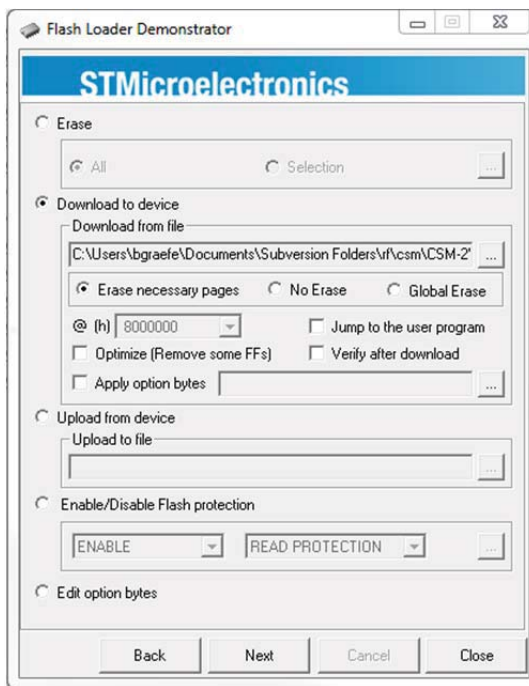 Flash Loader Demonstrator
STMicroelectronics
Erase
All Selection ...
Download to device
Download from file
C:\Users\bgraefe\Documents\Subversion Folders\rf\csm\CSM-2' ...
Erase necessary pages No Erase Global Erase
@ (h) 8000000 Jump to the user program
Optimize (Remove some FFs) Verify after download
Apply option bytes ...
Upload from device
Upload to file
...
Enable/Disable Flash protection
ENABLE READ PROTECTION ...
Edit option bytes
Back Next Cancel Close